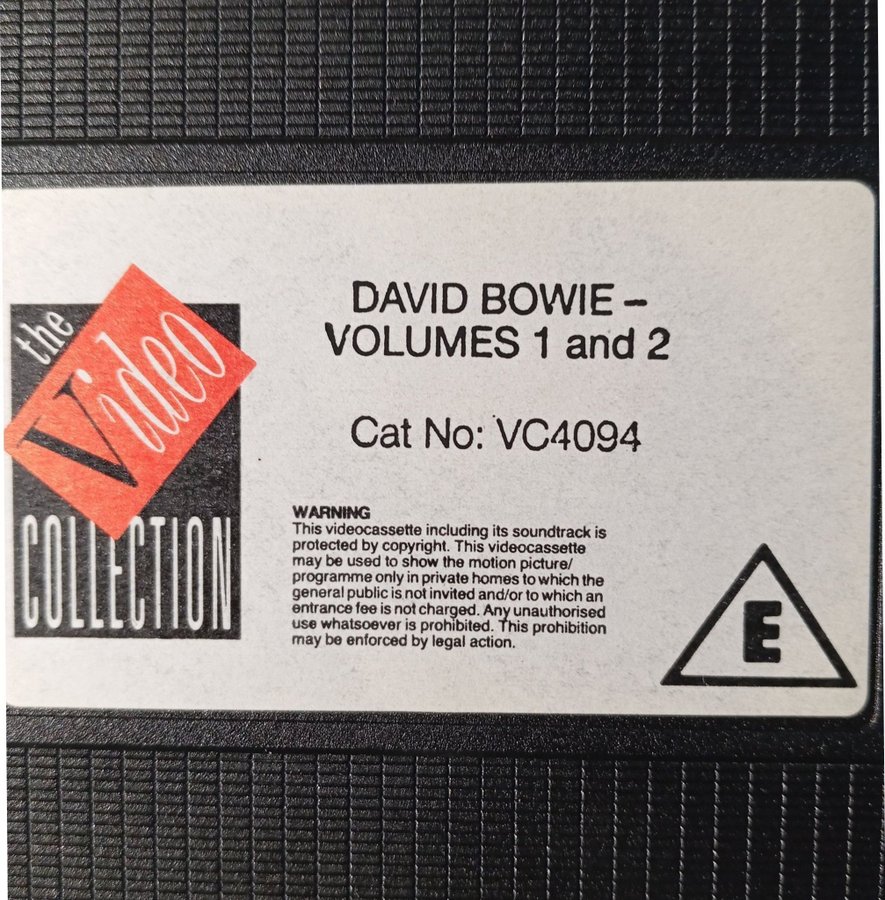 the
Video
COLLECTION
DAVID BOWIE –
VOLUMES 1 and 2
Cat No: VC4094
WARNING
This videocassette including its soundtrack is
protected by copyright. This videocassette
may be used to show the motion picture/
programme only in private homes to which the
general public is not invited and/or to which an
entrance fee is not charged. Any unauthorised
use whatsoever is prohibited. This prohibition
may be enforced by legal action.
E